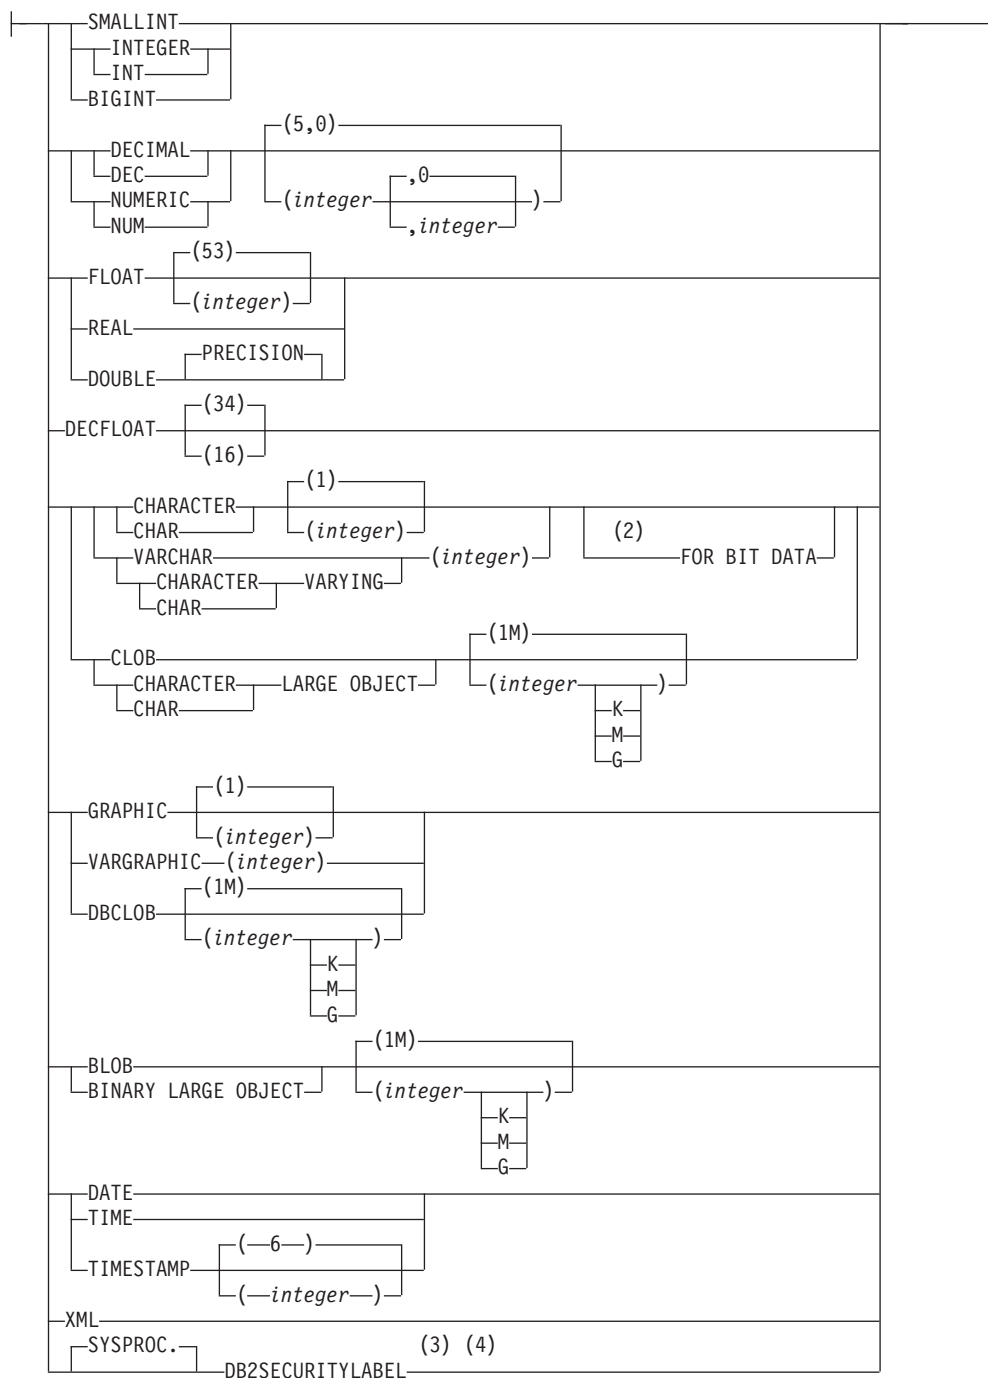 SMALLINT
INTEGER
INT
BIGINT
(5,0)
DECIMAL
DEC
,0
NUMERIC
(integer )
NUM
,integer
(53)
FLOAT
(integer)
REAL
PRECISION
DOUBLE
(34)
DECFLOAT
(16)
(1)
CHARACTER
CHAR
(integer)
(2)
VARCHAR (integer) FOR BIT DATA
CHARACTER VARYING
CHAR
(1M)
CLOB
CHARACTER LARGE OBJECT (integer )
CHAR
K
M
G
(1)
GRAPHIC
(integer)
VARGRAPHIC (integer)
(1M)
DBCLOB
(integer )
K
M
G
(1M)
BLOB
BINARY LARGE OBJECT (integer )
K
M
G
DATE
TIME
( 6 )
TIMESTAMP
( integer )
XML
SYSPROC. (3) (4)
DB2SECURITYLABEL